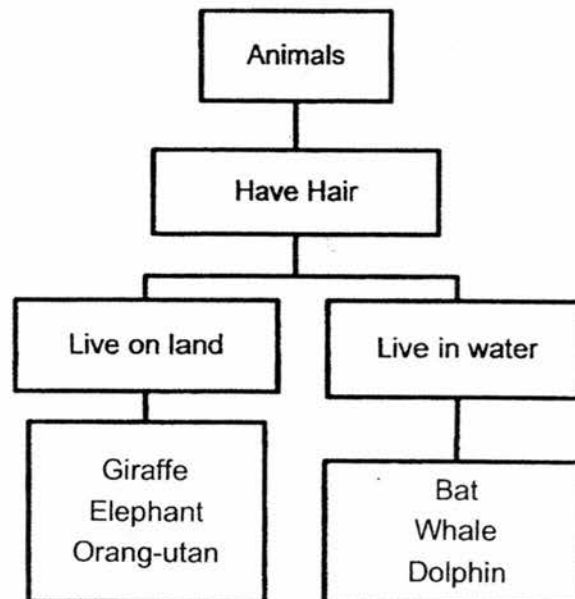 Animals
Have Hair
Live on land
Live in water
Giraffe
Elephant
Orang-utan
Bat
Whale
Dolphin